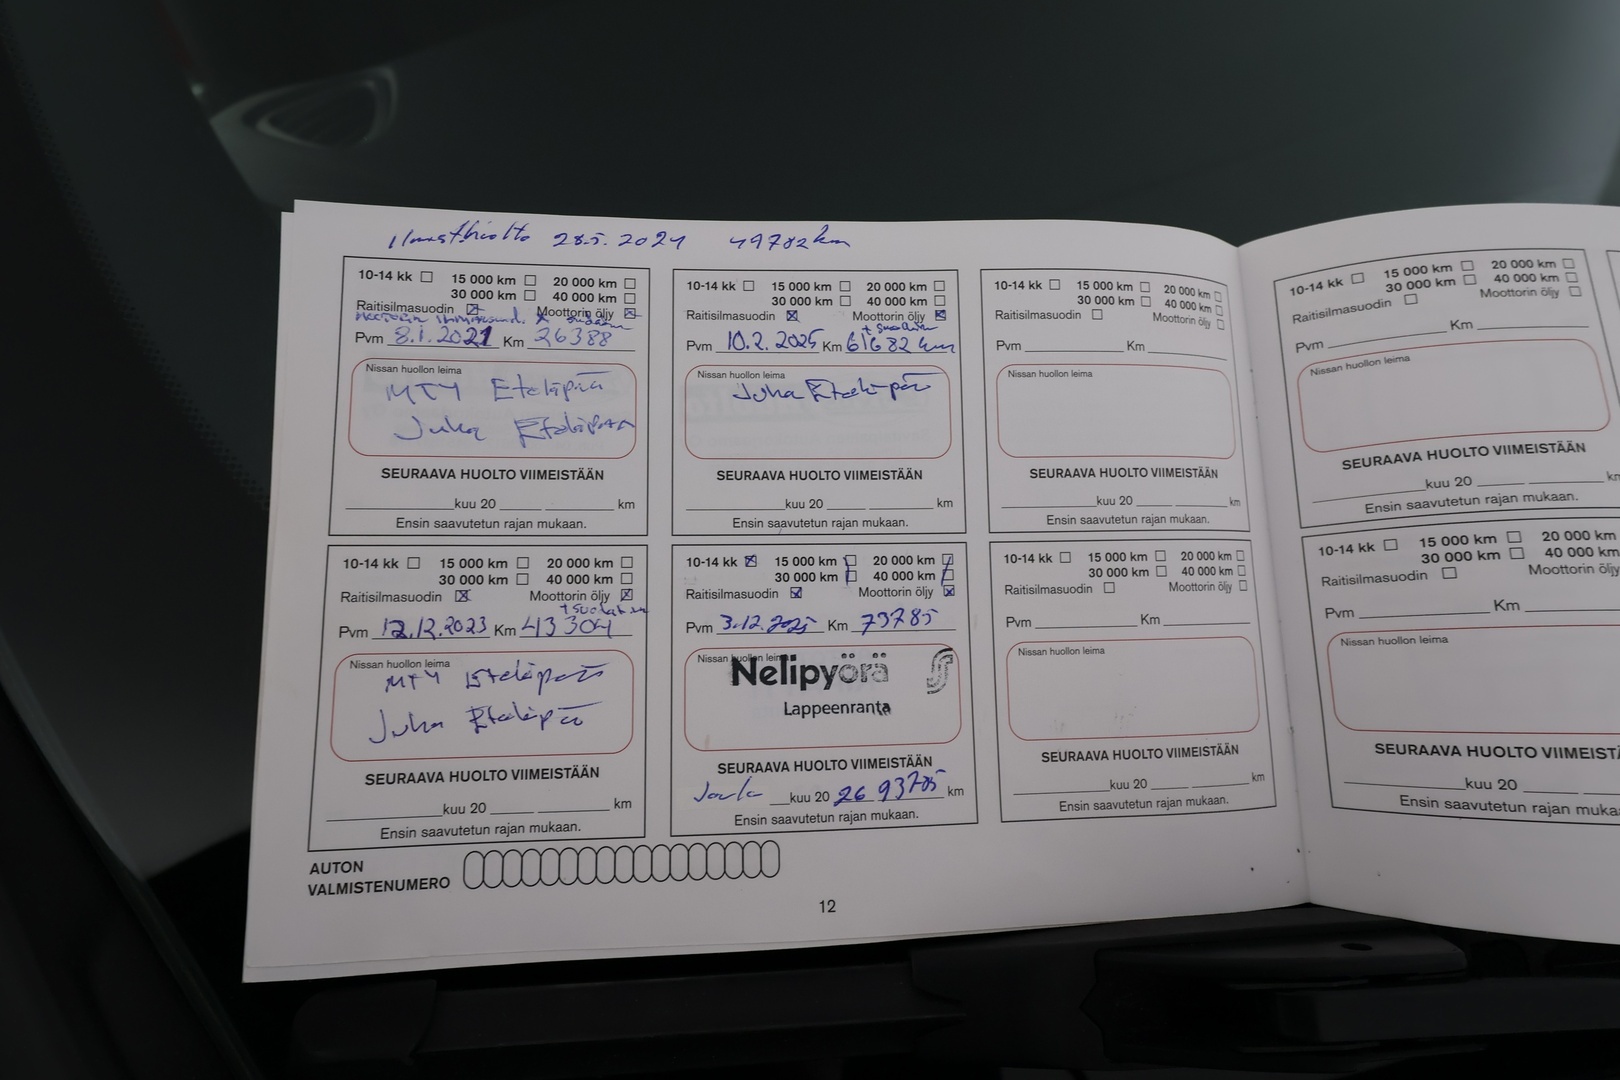 28.5. 2024 49782 km
10-14 kk 15 000 km 20 000 km
30 000 km 40 000 km
Raitisilmasuodin Moottorin öljy
Moottorin
Pvm 8.1.2021 Km 26388
Nissan huollon leima
MTY Eteläpää
Juha Eteläpää
SEURAAVA HUOLTO VIIMEISTÄÄN
kuu 20 km
Ensin saavutetun rajan mukaan.
10-14 kk 15 000 km 20 000 km
30 000 km 40 000 km
Raitisilmasuodin Moottorin öljy
+ suodatin
Pvm 10.2.2025 Km 61682 km
Nissan huollon leima
Juha Eteläpää
SEURAAVA HUOLTO VIIMEISTÄÄN
kuu 20 km
Ensin saavutetun rajan mukaan.
10-14 kk 15 000 km 20 000 km
30 000 km 40 000 km
Raitisilmasuodin Moottorin öljy
Pvm Km
Nissan huollon leima
SEURAAVA HUOLTO VIIMEISTÄÄN
kuu 20 km
Ensin saavutetun rajan mukaan.
10-14 kk 15 000 km 20 000 km
30 000 km 40 000 km
Raitisilmasuodin Moottorin öljy
+ suodatin
Pvm 12.12.2023 Km 43304
Nissan huollon leima
MTY Eteläpää
Juha Eteläpää
SEURAAVA HUOLTO VIIMEISTÄÄN
kuu 20 km
Ensin saavutetun rajan mukaan.
10-14 kk 15 000 km 20 000 km
30 000 km 40 000 km
Raitisilmasuodin Moottorin öljy
Pvm 3.12.2025 Km 73785
Nissan huollon leima
Nelipyörä
Lappeenranta
SEURAAVA HUOLTO VIIMEISTÄÄN
Joulu kuu 20 26 93785 km
Ensin saavutetun rajan mukaan.
10-14 kk 15 000 km 20 000 km
30 000 km 40 000 km
Raitisilmasuodin Moottorin öljy
Pvm Km
Nissan huollon leima
SEURAAVA HUOLTO VIIMEISTÄÄN
kuu 20 km
Ensin saavutetun rajan mukaan.
AUTON
VALMISTENUMERO
12
10-14 kk 15 000 km 20 000 km
30 000 km 40 000 km
Raitisilmasuodin Moottorin öljy
Pvm Km
Nissan huollon leima
SEURAAVA HUOLTO VIIMEISTÄÄN
kuu 20 km
Ensin saavutetun rajan mukaan.
10-14 kk 15 000 km 20 000 km
30 000 km 40 000
Raitisilmasuodin Moottorin öljy
Pvm Km
Nissan huollon leima
SEURAAVA HUOLTO VIIMEISTÄ
kuu 20
Ensin saavutetun rajan muka